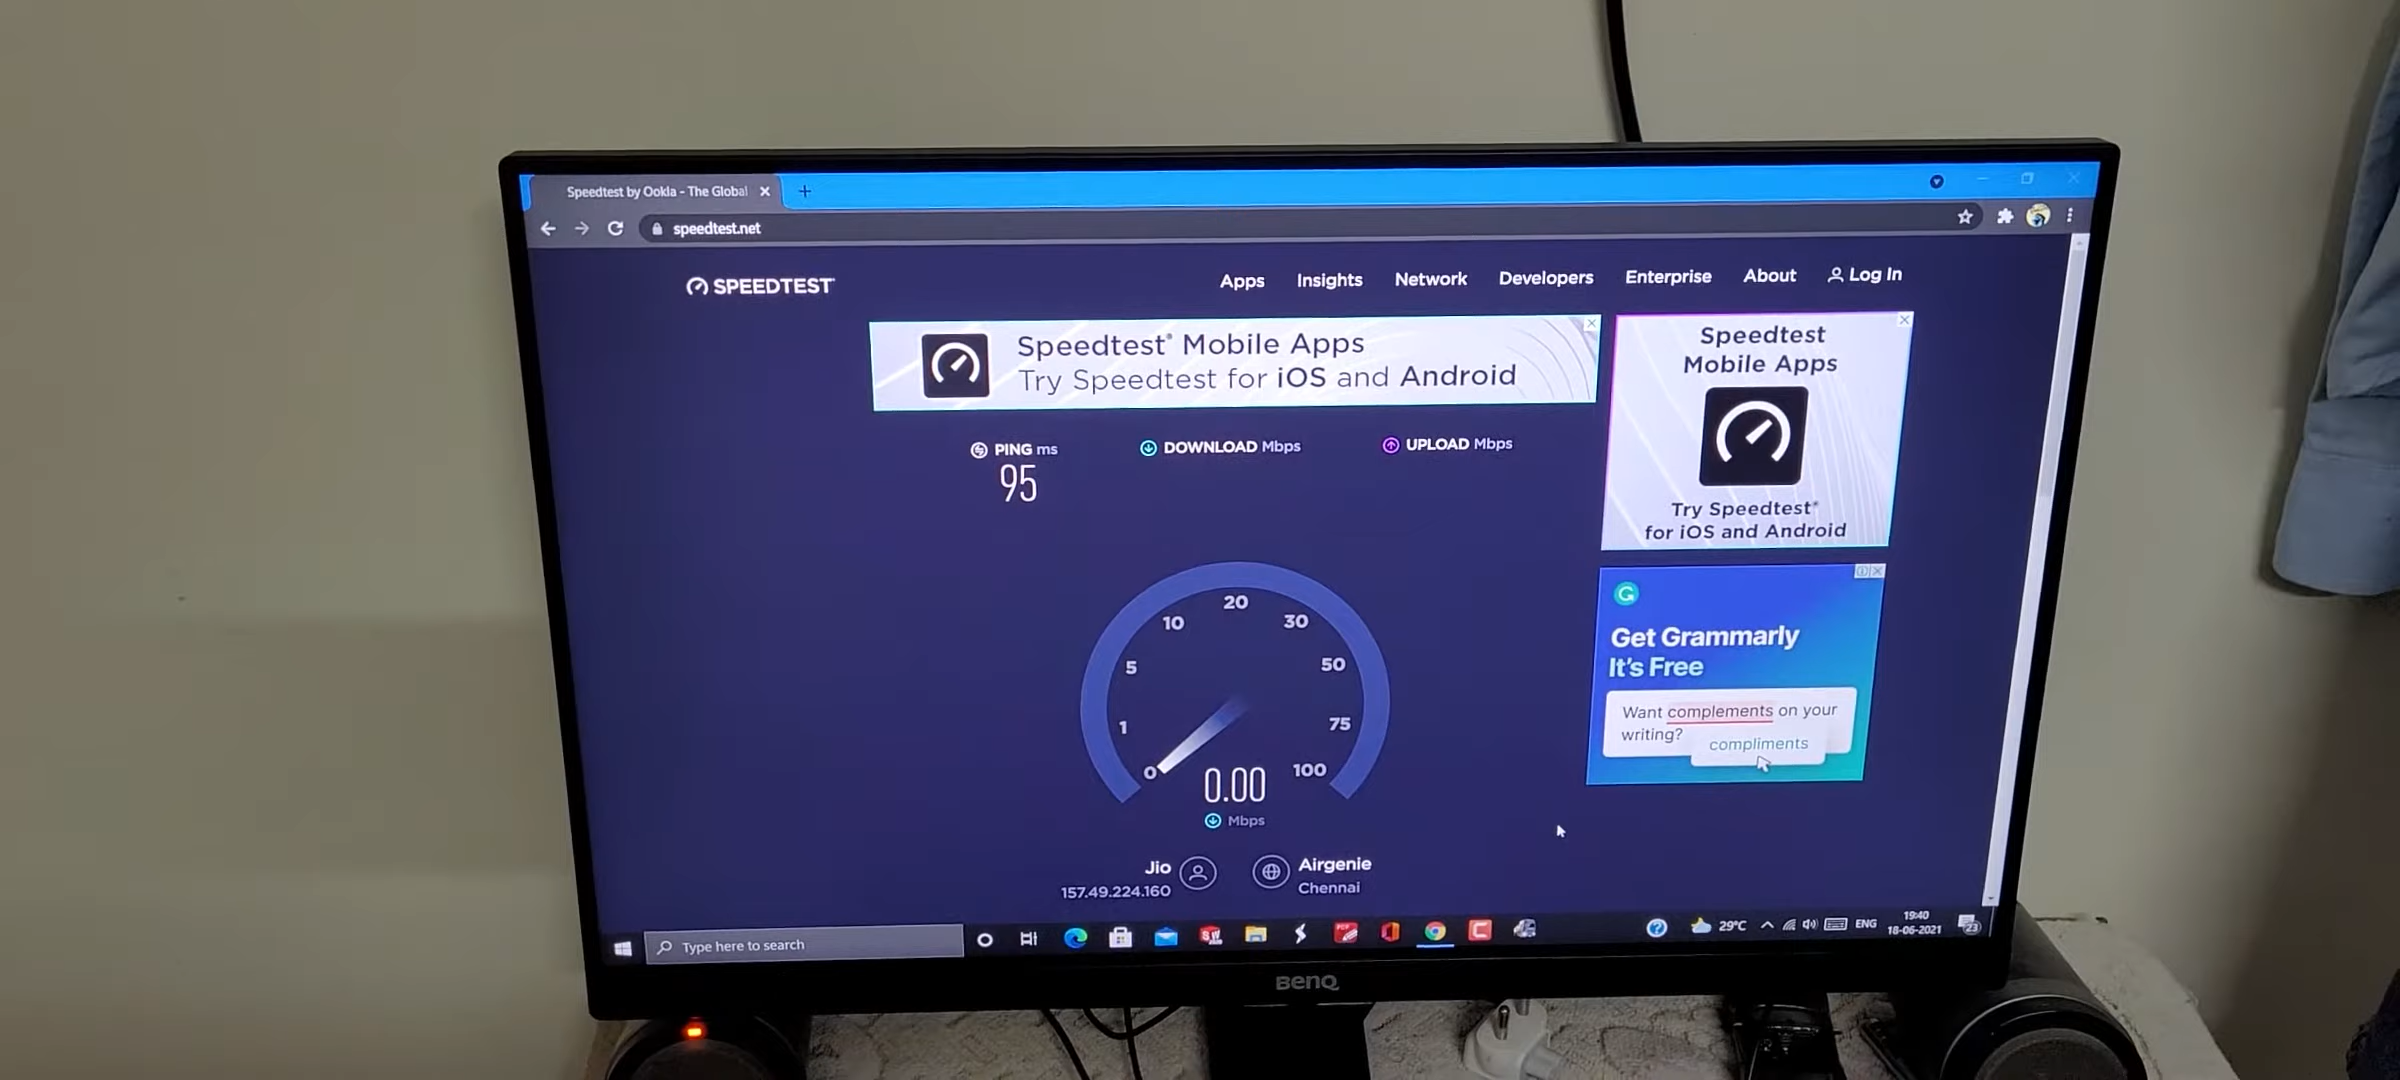 Speedtest by Ookla - The Global
speedtest.net
SPEEDTEST
Apps Insights Network Developers Enterprise About Log In
Speedtest® Mobile Apps
Try Speedtest for iOS and Android
Speedtest
Mobile Apps
Try Speedtest®
for iOS and Android
PING ms
95
DOWNLOAD Mbps
UPLOAD Mbps
0
1
5
10
20
30
50
75
100
0.00
Mbps
Get Grammarly
It's Free
Want complements on your
writing?
compliments
Jio
157.49.224.160
Airgenie
Chennai
Type here to search
29°C
ENG
19:40
18-06-2021
23
BenQ